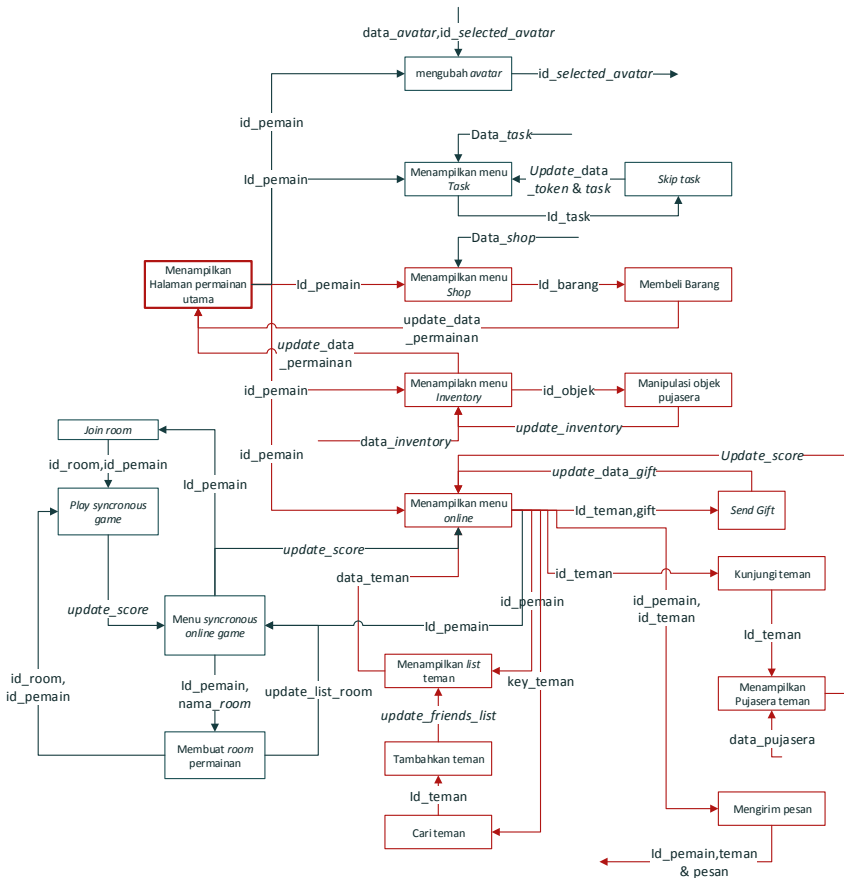 data_avatar,id_selected_avatar
mengubah avatar
id_selected_avatar
id_pemain
Data_task
Id_pemain
Menampilkan menu
Task
Update_data
_token & task
Skip task
Id_task
Data_shop
Menampilkan
Halaman permainan
utama
Id_pemain
Menampilkan menu
Shop
Id_barang
Membeli Barang
update_data
_permainan
update_data
_permainan
id_pemain
Menampilakn menu
Inventory
id_objek
Manipulasi objek
pujasera
data_inventory
update_inventory
Join room
id_pemain
Update_score
id_room,id_pemain
update_data_gift
Id_pemain
Play syncronous
game
Menampilkan menu
online
Id_teman,gift
Send Gift
update_score
data_teman
id_teman
Kunjungi teman
id_pemain
update_score
id_pemain,
id_teman
Menu syncronous
online game
Id_pemain
Id_teman
id_room,
id_pemain
Id_pemain,
nama_room
update_list_room
Menampilkan list
teman
key_teman
Menampilkan
Pujasera teman
update_friends_list
data_pujasera
Membuat room
permainan
Tambahkan teman
Id_teman
Cari teman
Mengirim pesan
Id_pemain,teman
& pesan